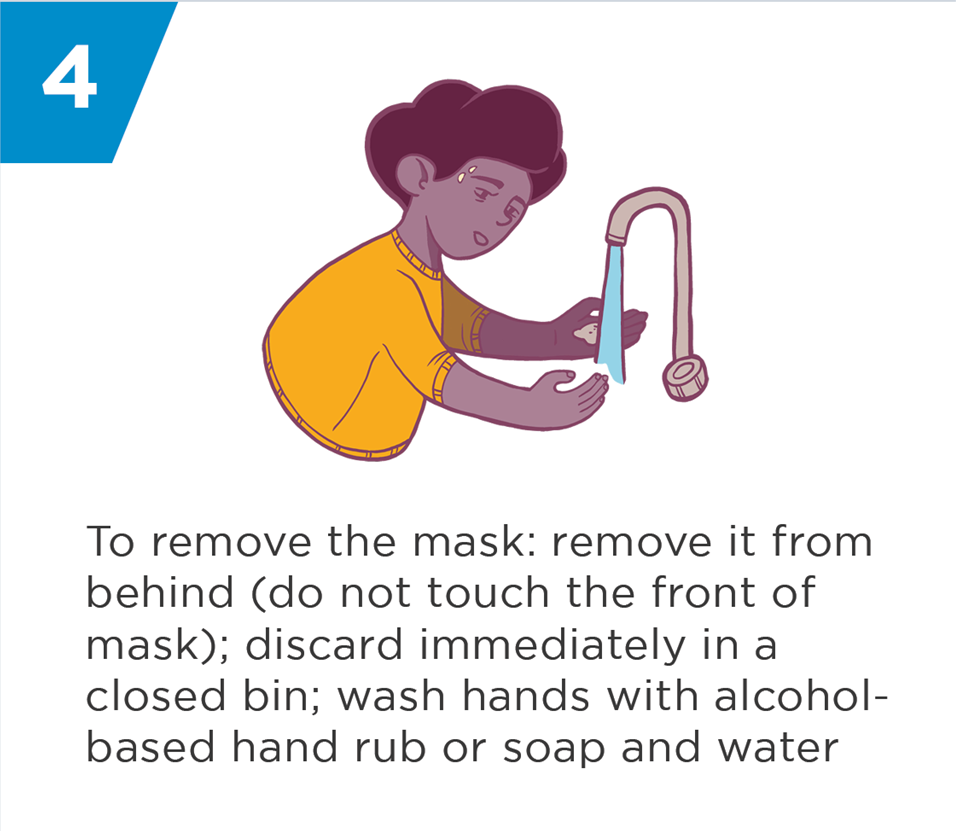 4
To remove the mask: remove it from
behind (do not touch the front of
mask); discard immediately in a
closed bin; wash hands with alcohol-
based hand rub or soap and water